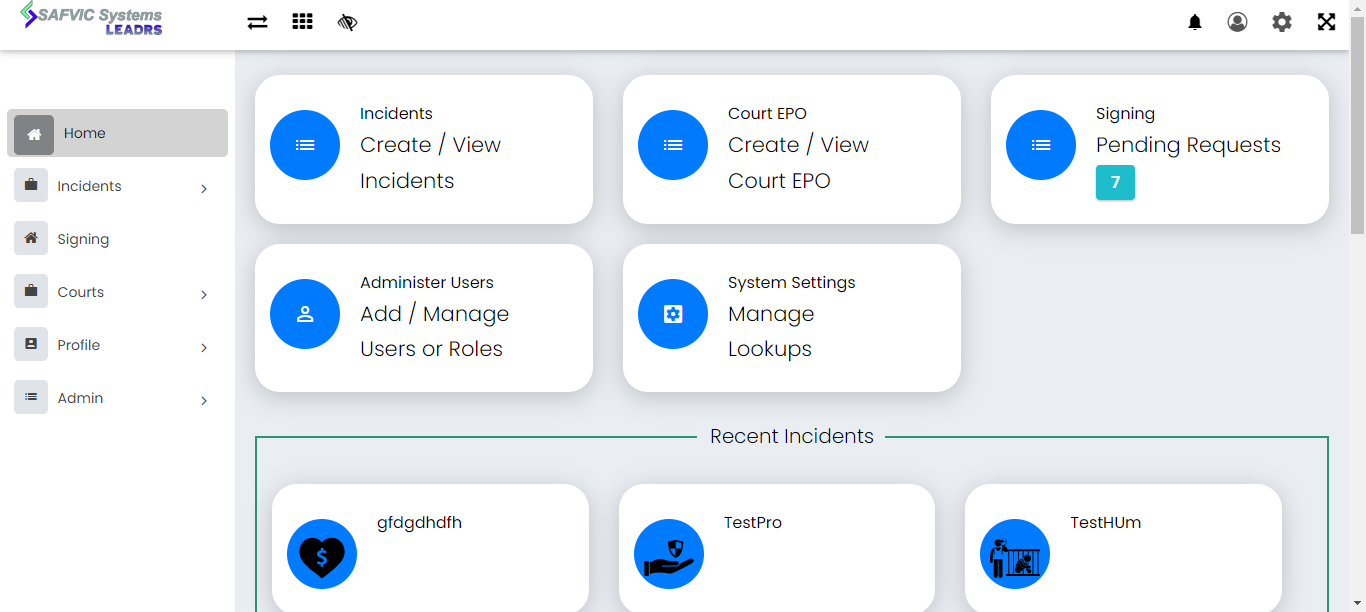 SAFVIC Systems
LEADRS
Home
Incidents
Signing
Courts
Profile
Admin
Incidents
Create / View
Incidents
Court EPO
Create / View
Court EPO
Signing
Pending Requests
7
Administer Users
Add / Manage
Users or Roles
System Settings
Manage
Lookups
Recent Incidents
gfdgdhdfh
TestPro
TestHUm